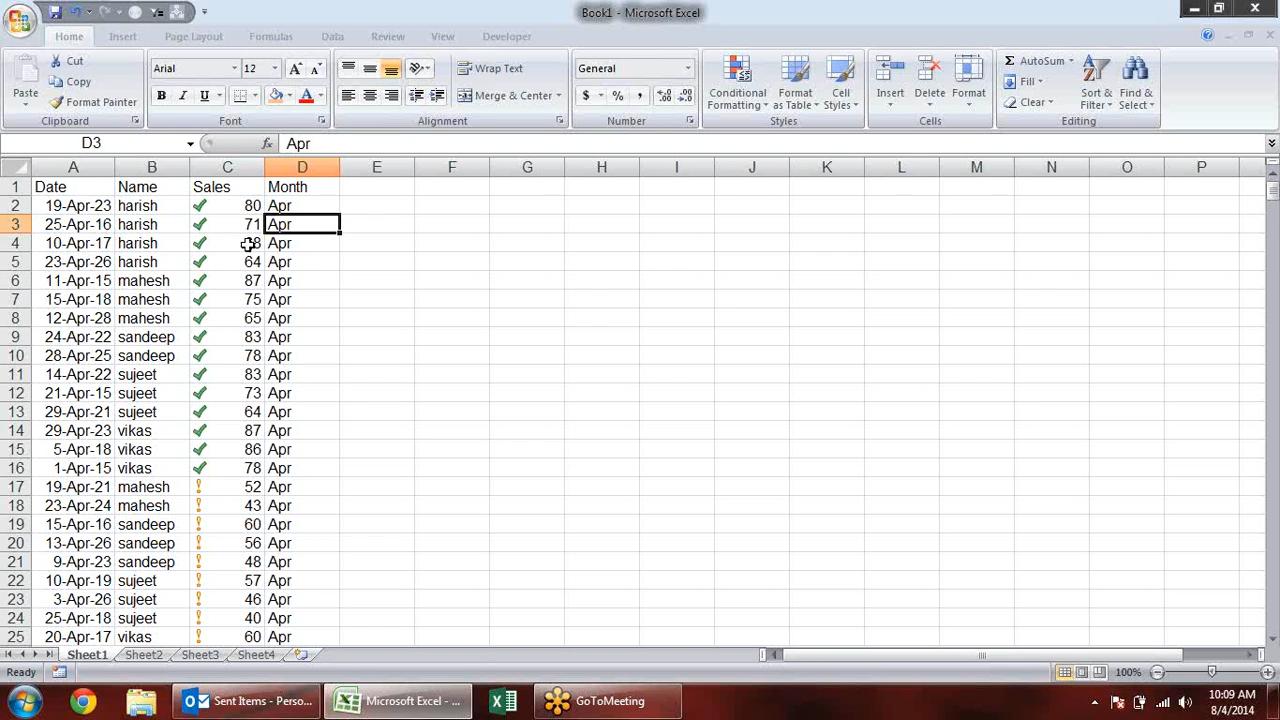 Book1 - Microsoft Excel
Home Insert Page Layout Formulas Data Review View Developer
Cut
Copy
Format Painter
Paste
Clipboard
Arial 12
B I U
Font
Wrap Text
Merge & Center
Alignment
General
$ % ,
Number
Conditional Formatting
Format as Table
Cell Styles
Styles
Insert Delete Format
Cells
AutoSum
Fill
Clear
Sort & Filter
Find & Select
Editing
D3 fx Apr
A B C D E F G H I J K L M N O P
1 Date Name Sales Month
2 19-Apr-23 harish 80 Apr
3 25-Apr-16 harish 71 Apr
4 10-Apr-17 harish 8 Apr
5 23-Apr-26 harish 64 Apr
6 11-Apr-15 mahesh 87 Apr
7 15-Apr-18 mahesh 75 Apr
8 12-Apr-28 mahesh 65 Apr
9 24-Apr-22 sandeep 83 Apr
10 28-Apr-25 sandeep 78 Apr
11 14-Apr-22 sujeet 83 Apr
12 21-Apr-15 sujeet 73 Apr
13 29-Apr-21 sujeet 64 Apr
14 29-Apr-23 vikas 87 Apr
15 5-Apr-18 vikas 86 Apr
16 1-Apr-15 vikas 78 Apr
17 19-Apr-21 mahesh 52 Apr
18 23-Apr-24 mahesh 43 Apr
19 15-Apr-16 sandeep 60 Apr
20 13-Apr-26 sandeep 56 Apr
21 9-Apr-23 sandeep 48 Apr
22 10-Apr-19 sujeet 57 Apr
23 3-Apr-26 sujeet 46 Apr
24 25-Apr-18 sujeet 40 Apr
25 20-Apr-17 vikas 60 Apr
Sheet1 Sheet2 Sheet3 Sheet4
Ready 100%
Sent Items - Perso... Microsoft Excel - ... GoToMeeting
10:09 AM
8/4/2014